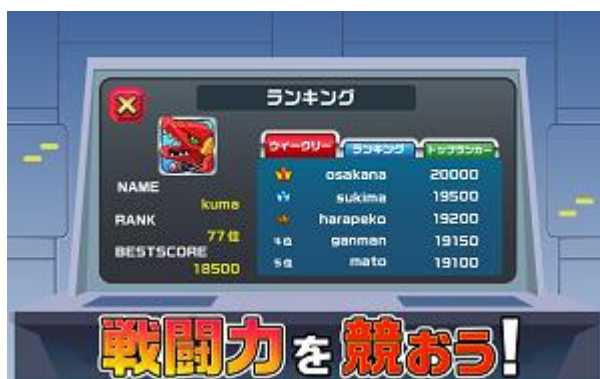 ランキング
ウィークリー ランキング トップランカー
osakana 20000
sukima 19500
harapeko 19200
4位 ganman 19150
5位 mato 19100
NAME
kuma
RANK
77位
BESTSCORE
18500
戦闘力を競おう!